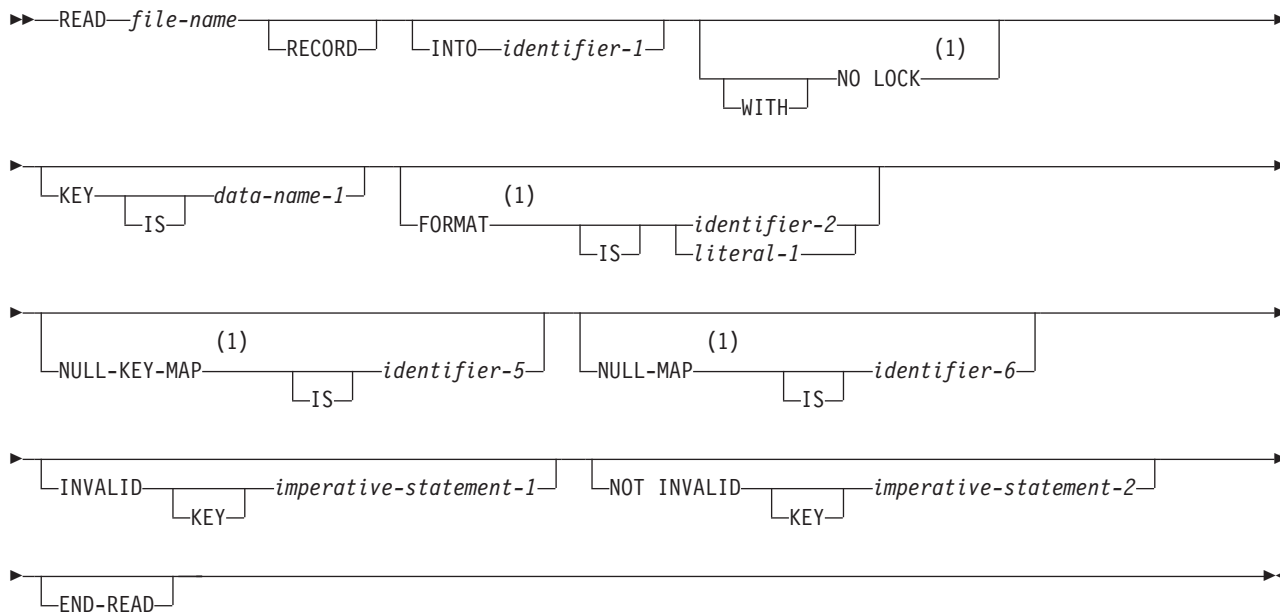 READ file-name RECORD INTO identifier-1 WITH NO LOCK (1)
KEY IS data-name-1 FORMAT (1) IS identifier-2 literal-1
NULL-KEY-MAP (1) IS identifier-5 NULL-MAP (1) IS identifier-6
INVALID KEY imperative-statement-1 NOT INVALID KEY imperative-statement-2
END-READ